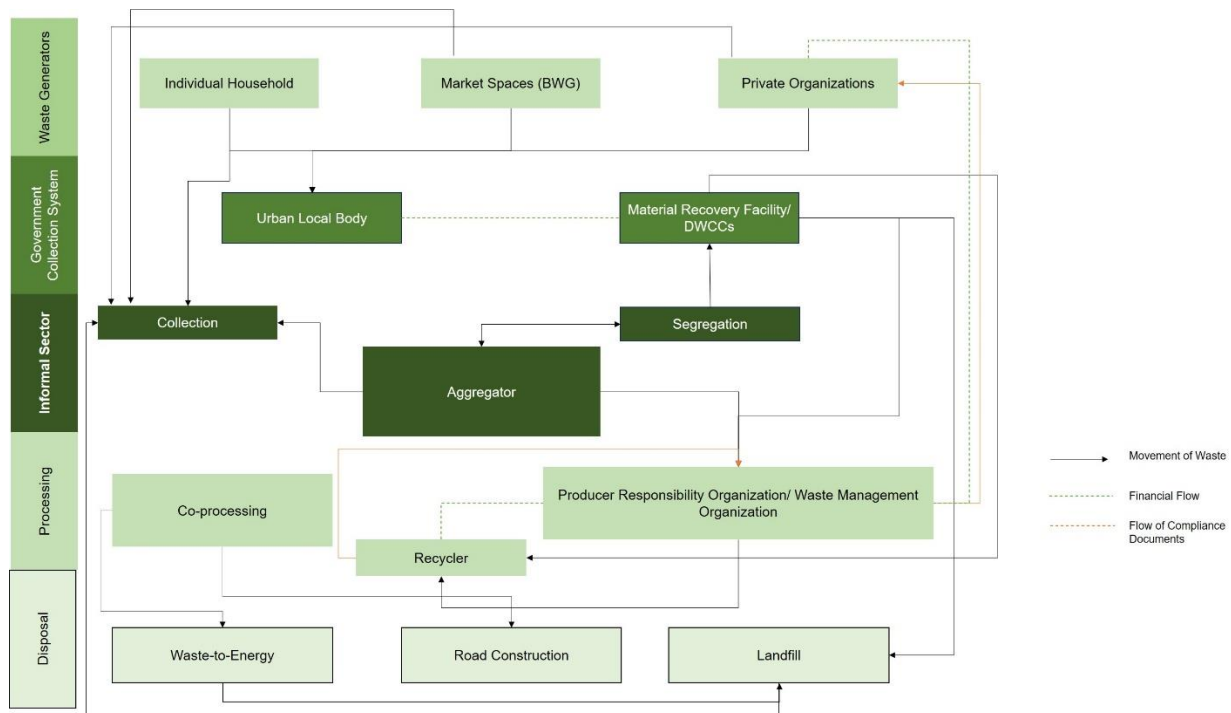 Waste Generators
Individual Household
Market Spaces (BWG)
Private Organizations
Government
Collection System
Urban Local Body
Material Recovery Facility/
DWCCs
Informal Sector
Collection
Segregation
Aggregator
Processing
Co-processing
Producer Responsibility Organization/ Waste Management
Organization
Recycler
Disposal
Waste-to-Energy
Road Construction
Landfill
Movement of Waste
Financial Flow
Flow of Compliance
Documents